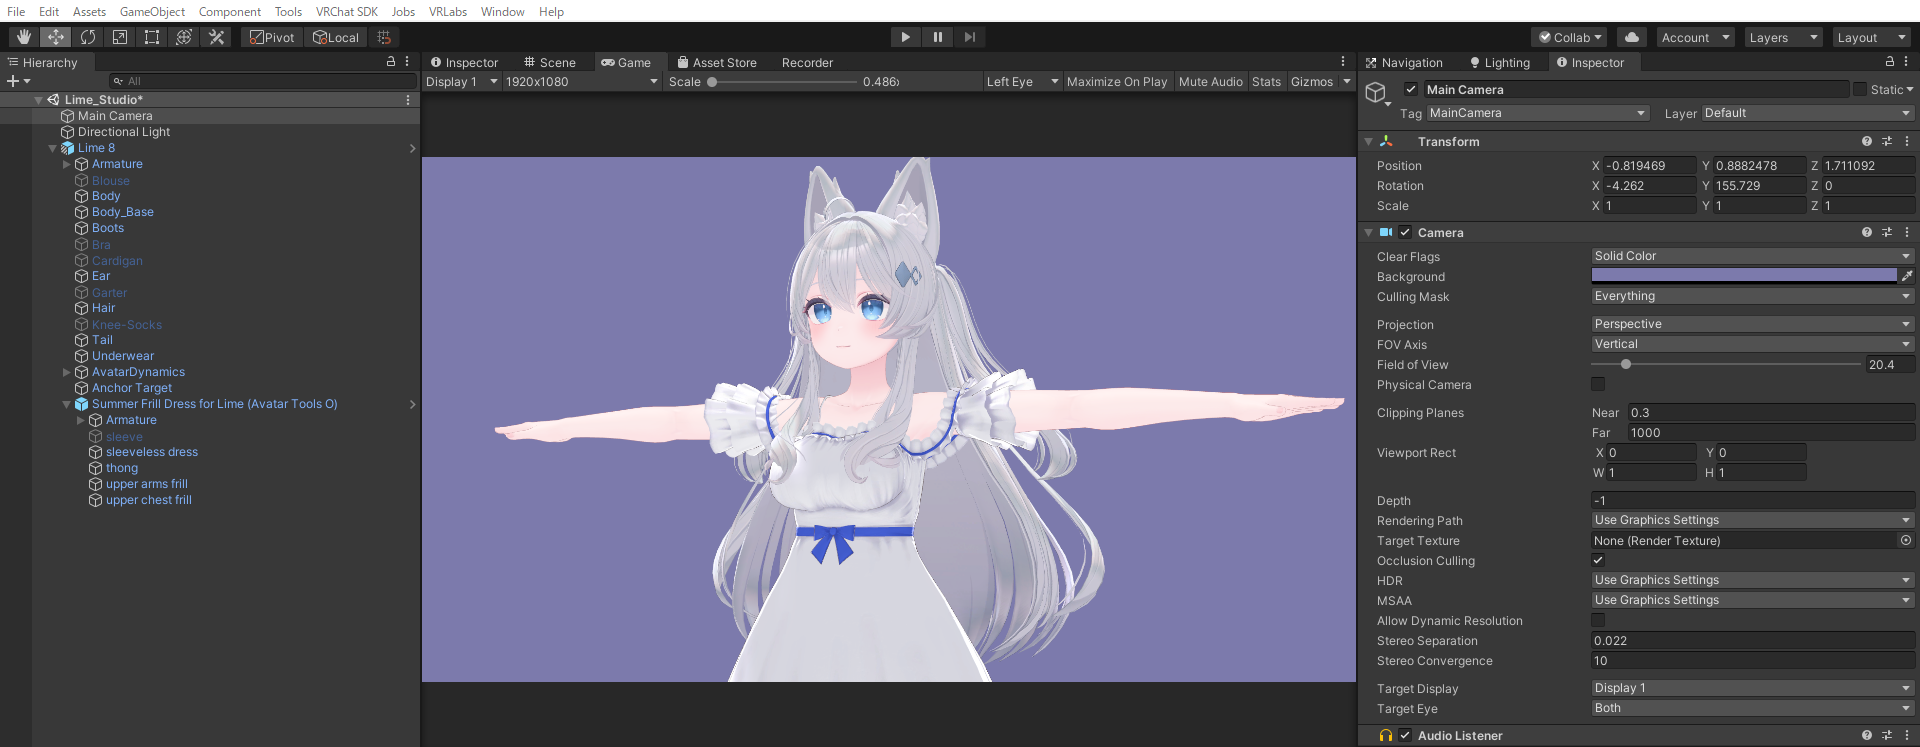 File Edit Assets GameObject Component Tools VRChat SDK Jobs VRLabs Window Help
Pivot Local Collab Account Layers Layout
Hierarchy Inspector Scene Game Asset Store Recorder Navigation Lighting Inspector
All Display 1 1920x1080 Scale 0.486x Left Eye Maximize On Play Mute Audio Stats Gizmos
Lime_Studio*
Main Camera
Directional Light
Lime 8
Armature
Blouse
Body
Body_Base
Boots
Bra
Cardigan
Ear
Garter
Hair
Knee-Socks
Tail
Underwear
AvatarDynamics
Anchor Target
Summer Frill Dress for Lime (Avatar Tools O)
Armature
sleeve
sleeveless dress
thong
upper arms frill
upper chest frill
Main Camera Static
Tag MainCamera Layer Default
Transform
Position X -0.819469 Y 0.8882478 Z 1.711092
Rotation X -4.262 Y 155.729 Z 0
Scale X 1 Y 1 Z 1
Camera
Clear Flags Solid Color
Background
Culling Mask Everything
Projection Perspective
FOV Axis Vertical
Field of View 20.4
Physical Camera
Clipping Planes Near 0.3
Far 1000
Viewport Rect X 0 Y 0
W 1 H 1
Depth -1
Rendering Path Use Graphics Settings
Target Texture None (Render Texture)
Occlusion Culling
HDR Use Graphics Settings
MSAA Use Graphics Settings
Allow Dynamic Resolution
Stereo Separation 0.022
Stereo Convergence 10
Target Display Display 1
Target Eye Both
Audio Listener